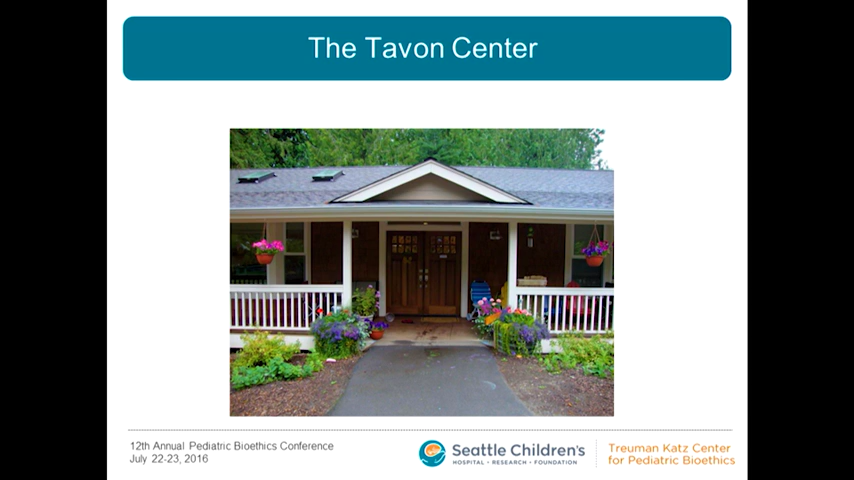 The Tavon Center
12th Annual Pediatric Bioethics Conference
July 22-23, 2016
Seattle Children's
HOSPITAL • RESEARCH • FOUNDATION
Treuman Katz Center
for Pediatric Bioethics